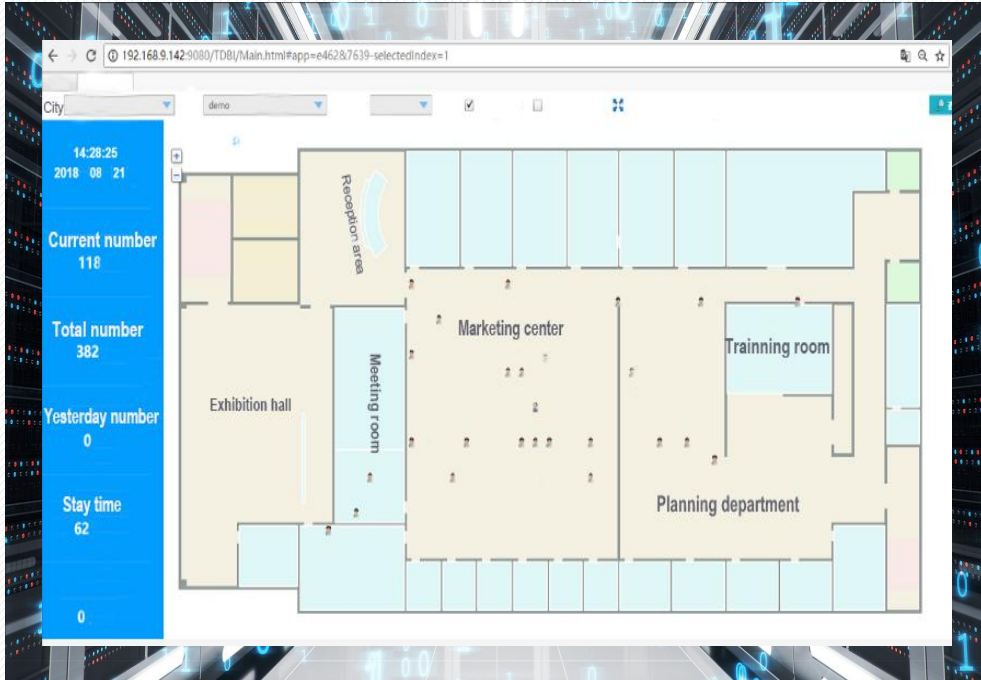 192.168.9.142:9080/TDBI/Main.html#app=e462&7639-selectedIndex=1
City
demo
14:28:25
2018 08 21
Current number
118
Total number
382
Yesterday number
0
Stay time
62
0
Reception area
Marketing center
Trainning room
Meeting room
Exhibition hall
Planning department